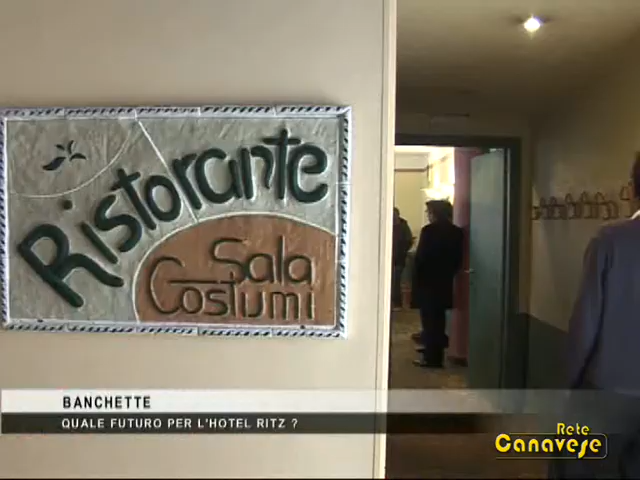 Ristorante
Sala
Costumi
BANCHETTE
QUALE FUTURO PER L'HOTEL RITZ ?
Rete
Canavese